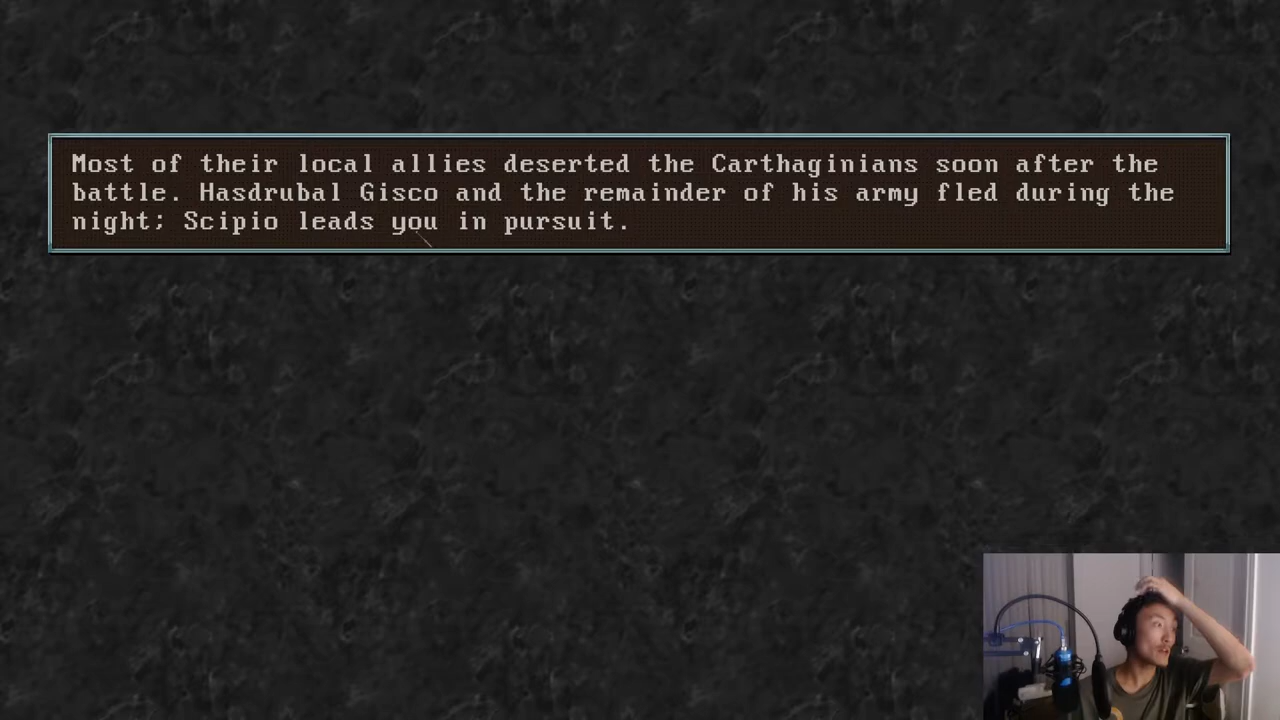 Most of their local allies deserted the Carthaginians soon after the
battle. Hasdrubal Gisco and the remainder of his army fled during the
night; Scipio leads you in pursuit.